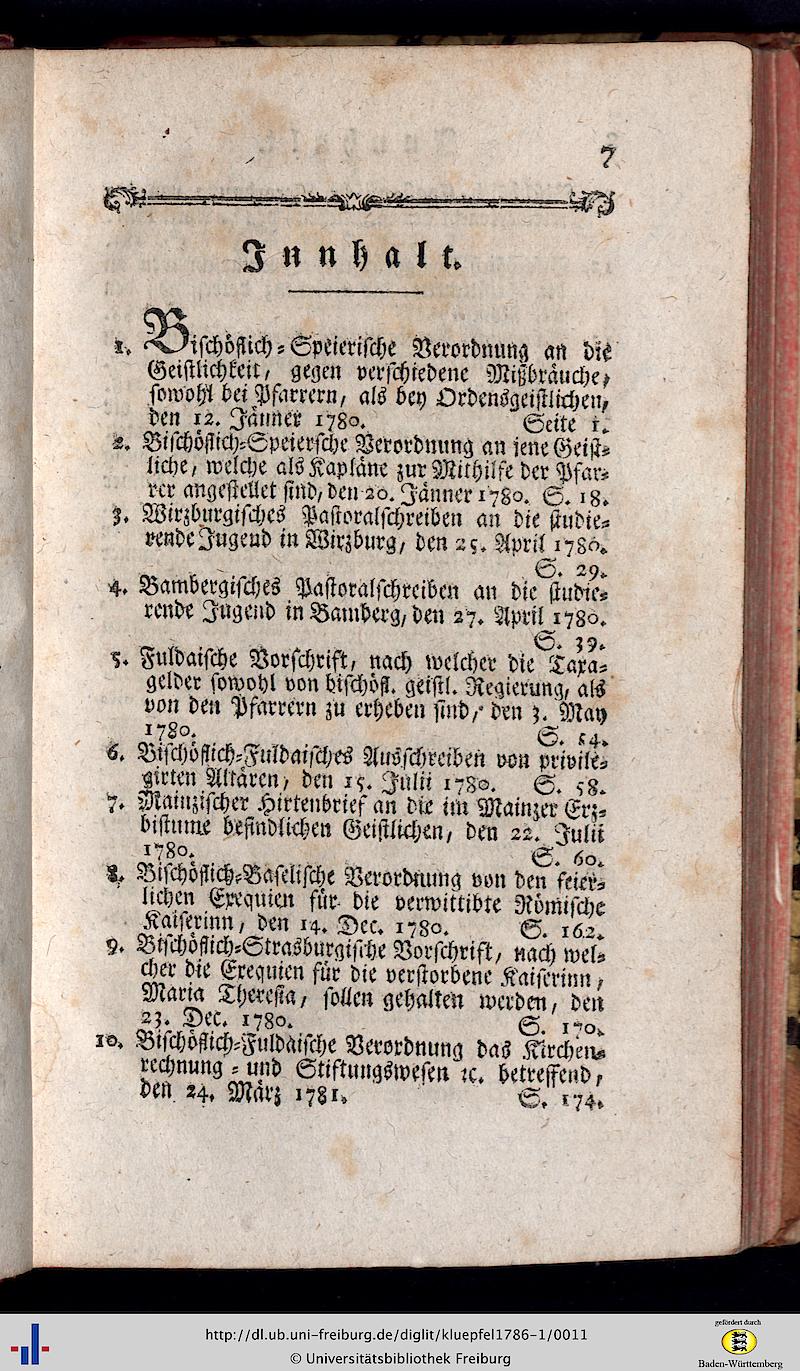 7
Innhalt.
1. Bischöflich-Speierische Verordnung an die
Geistlichkeit, gegen verschiedene Mißbräuche,
sowohl bei Pfarrern, als bey Ordensgeistlichen,
den 12. Jänner 1780. Seite 1.
2. Bischöflich-Speiersche Verordnung an jene Geist-
liche, welche als Kapläne zur Mithilfe der Pfar-
rer angestellet sind, den 20. Jänner 1780. S. 18.
3. Wirzburgisches Pastoralschreiben an die studie-
rende Jugend in Wirzburg, den 25. April 1780.
S. 29.
4. Bambergisches Pastoralschreiben an die studie-
rende Jugend in Bamberg, den 27. April 1780.
S. 39.
5. Fuldaische Vorschrift, nach welcher die Taxa-
gelder sowohl von bischöfl. geistl. Regierung, als
von den Pfarrern zu erheben sind, den 3. May
1780. S. 54.
6. Bischöflich-Fuldaisches Ausschreiben von privile-
girten Altären, den 15. Julii 1780. S. 58.
7. Mainzischer Hirtenbrief an die im Mainzer Erz-
bistume befindlichen Geistlichen, den 22. Julii
1780. S. 60.
8. Bischöflich-Baselische Verordnung von den feier-
lichen Exequien für die verwittibte Römische
Kaiserinn, den 14. Dec. 1780. S. 162.
9. Bischöflich-Strasburgische Vorschrift, nach wel-
cher die Exequien für die verstorbene Kaiserinn,
Maria Theresia, sollen gehalten werden, den
23. Dec. 1780. S. 170.
10. Bischöflich-Fuldaische Verordnung das Kirchen-
rechnung- und Stiftungswesen ꝛc. betreffend,
den 24. März 1781. S. 174.
http://dl.ub.uni-freiburg.de/diglit/kluepfel1786-1/0011
© Universitätsbibliothek Freiburg
gefördert durch
Baden-Württemberg